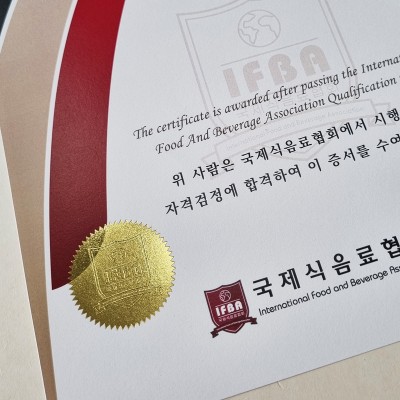 IFBA
The certificate is awarded after passing the
Food And Beverage Association Qualification
위 사람은 국제식음료협회에서 시행
자격검정에 합격하여 이 증서를 수여
IFBA
국제식음료협
International Food and Beverage